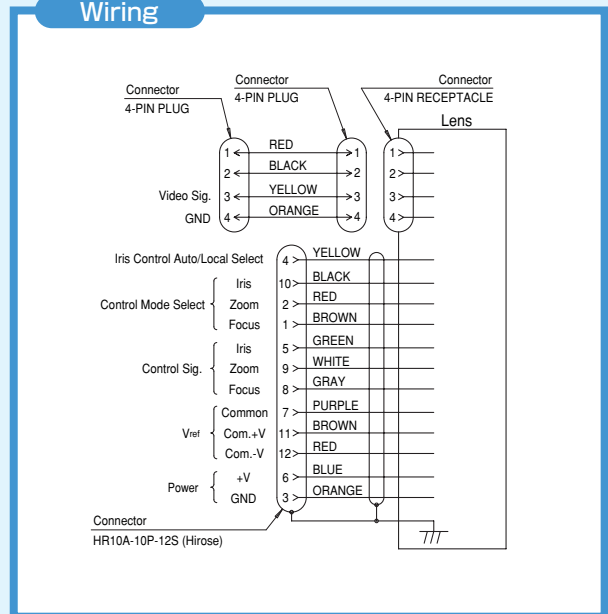 Wiring
Connector
4-PIN PLUG
Connector
4-PIN PLUG
Connector
4-PIN RECEPTACLE
Lens
1 RED 1 1
2 BLACK 2 2
Video Sig. 3 YELLOW 3 3
GND 4 ORANGE 4 4
Iris Control Auto/Local Select 4 YELLOW
Control Mode Select
Iris 10 BLACK
Zoom 2 RED
Focus 1 BROWN
Control Sig.
Iris 5 GREEN
Zoom 9 WHITE
Focus 8 GRAY
Vref
Common 7 PURPLE
Com.+V 11 BROWN
Com.-V 12 RED
Power
+V 6 BLUE
GND 3 ORANGE
Connector
HR10A-10P-12S (Hirose)